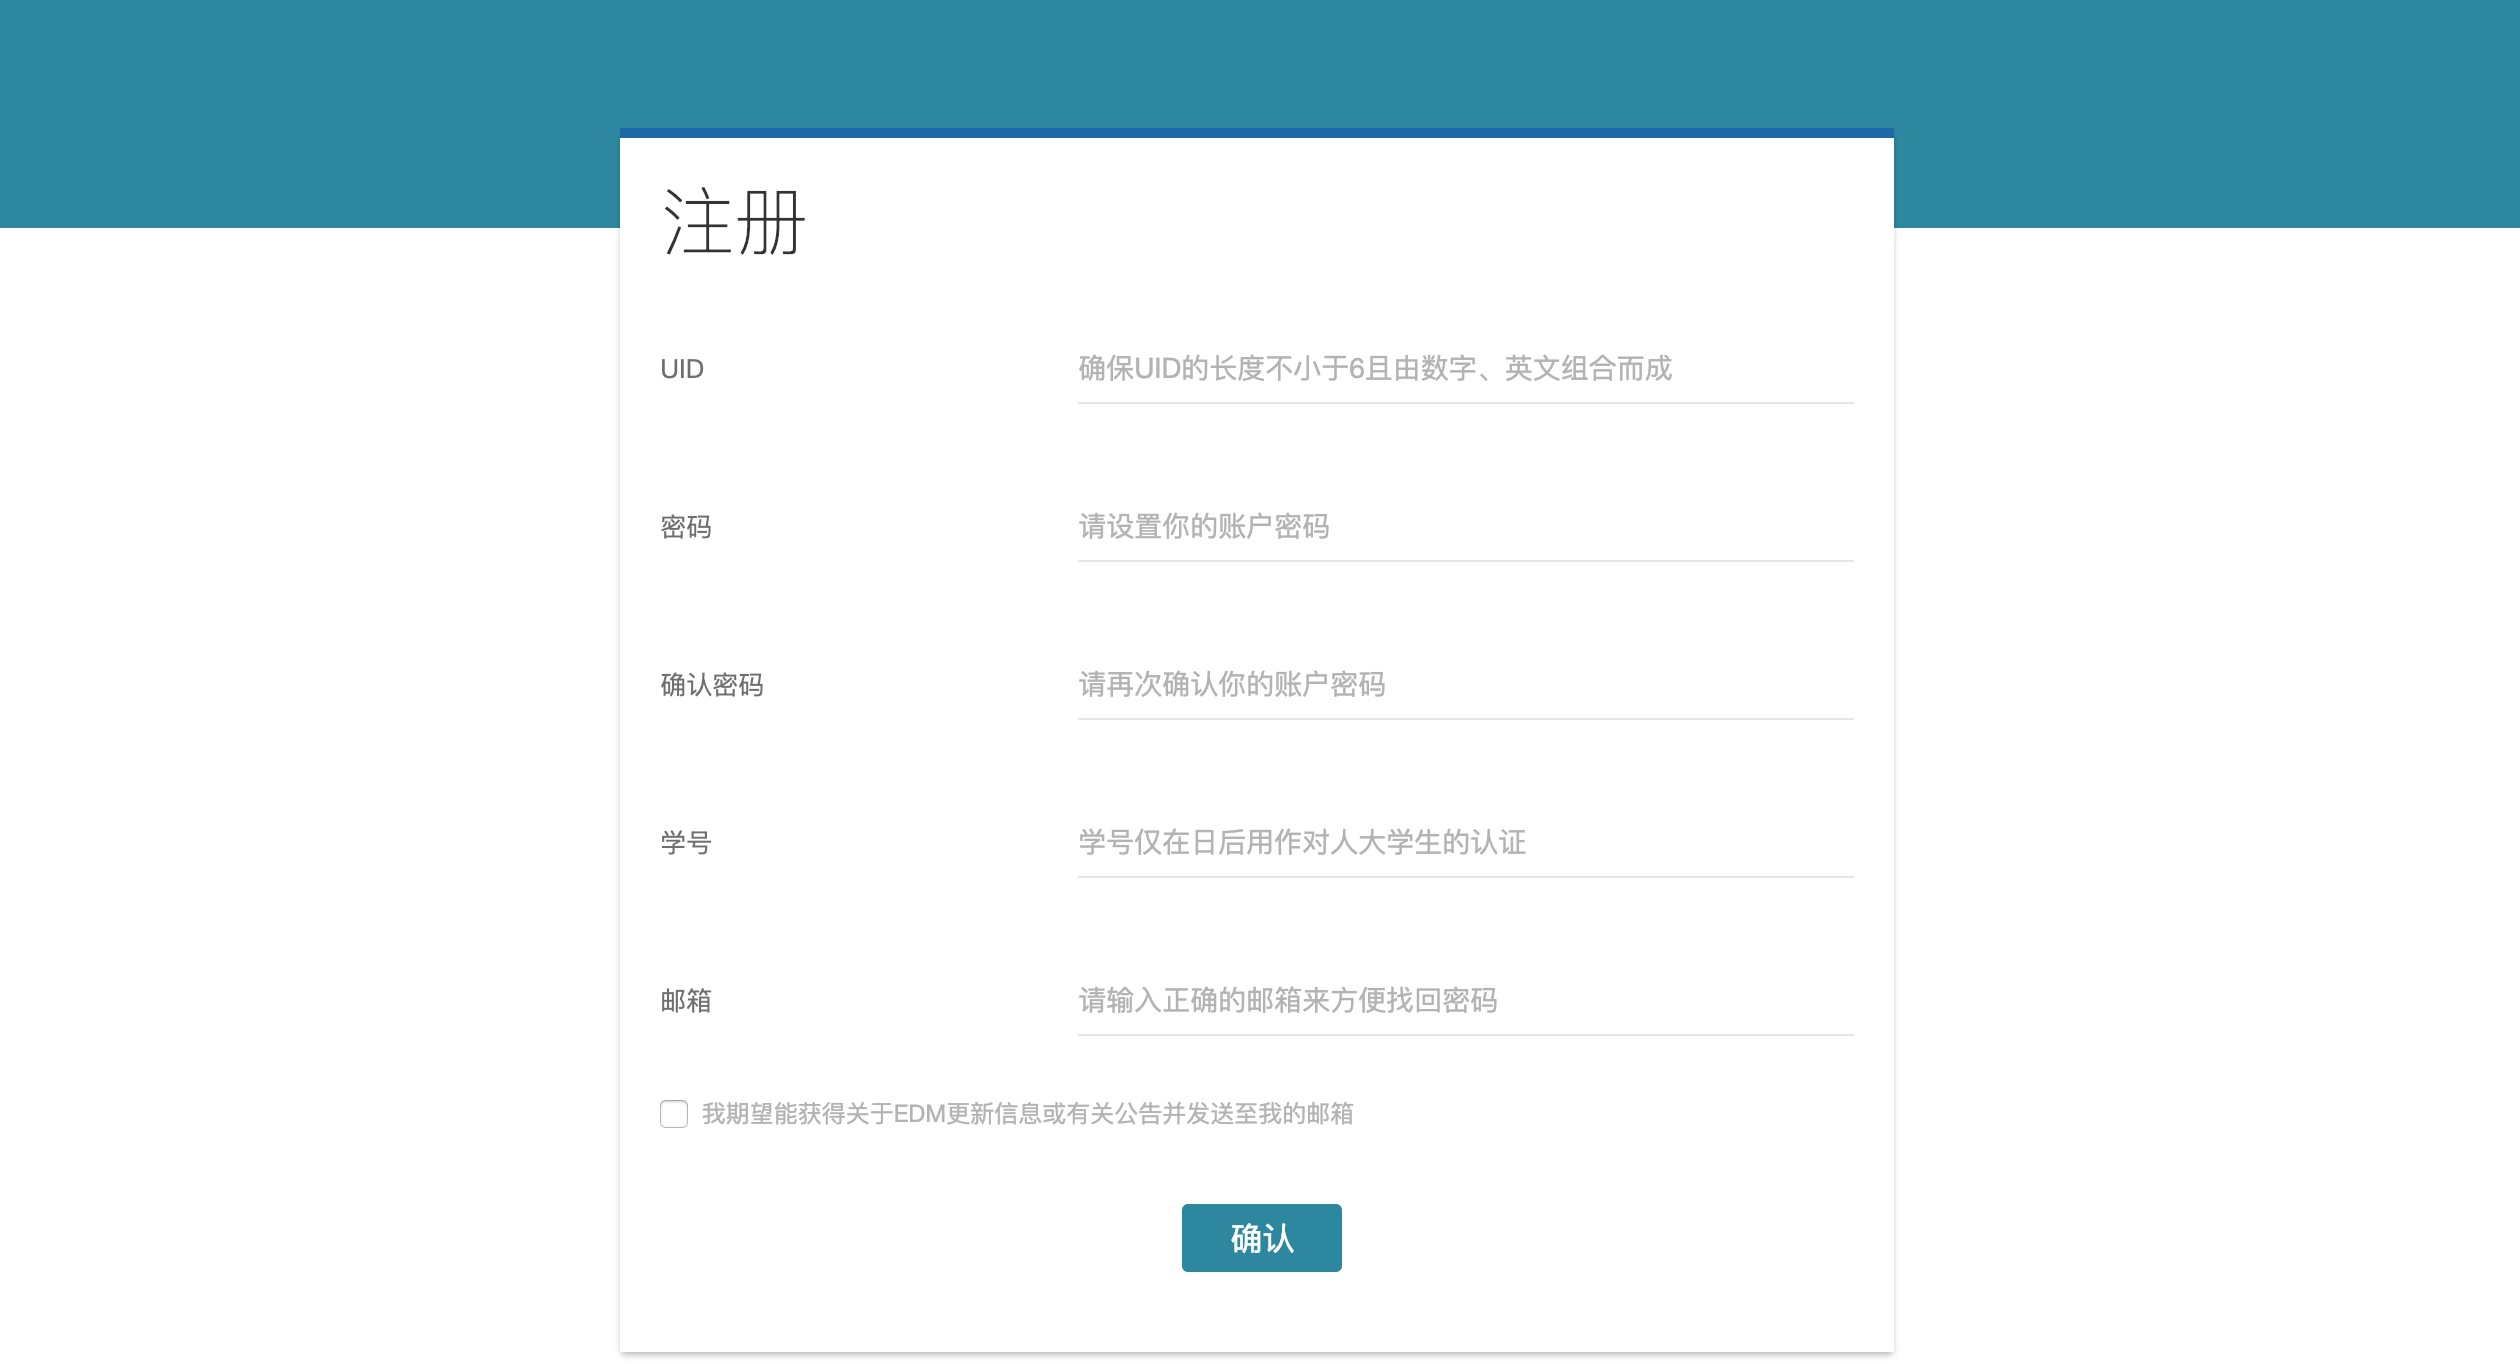 注册
UID
确保UID的长度不小于6且由数字、英文组合而成
密码
请设置你的账户密码
确认密码
请再次确认你的账户密码
学号
学号仅在日后用作对人大学生的认证
邮箱
请输入正确的邮箱来方便找回密码
我期望能获得关于EDM更新信息或有关公告并发送至我的邮箱
确认